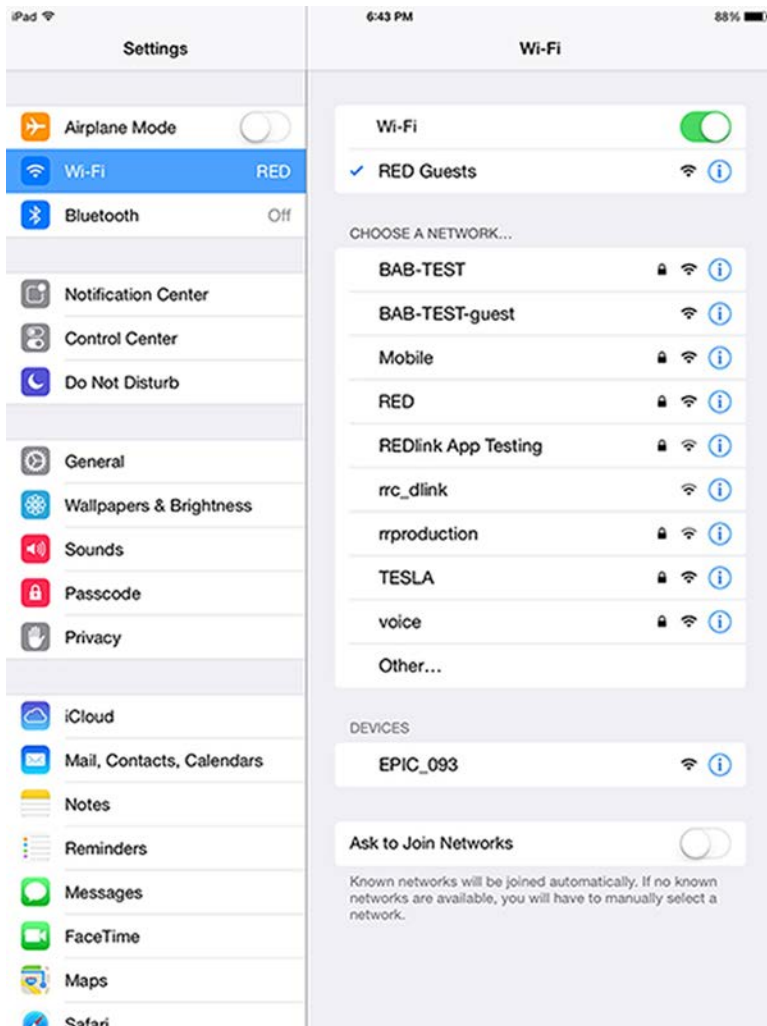 iPad
6:43 PM
88%
Settings
Airplane Mode
Wi-Fi RED
Bluetooth Off
Notification Center
Control Center
Do Not Disturb
General
Wallpapers & Brightness
Sounds
Passcode
Privacy
iCloud
Mail, Contacts, Calendars
Notes
Reminders
Messages
FaceTime
Maps
Safari
Wi-Fi
Wi-Fi
RED Guests
CHOOSE A NETWORK...
BAB-TEST
BAB-TEST-guest
Mobile
RED
REDlink App Testing
rrc_dlink
rrproduction
TESLA
voice
Other...
DEVICES
EPIC_093
Ask to Join Networks
Known networks will be joined automatically. If no known
networks are available, you will have to manually select a
network.